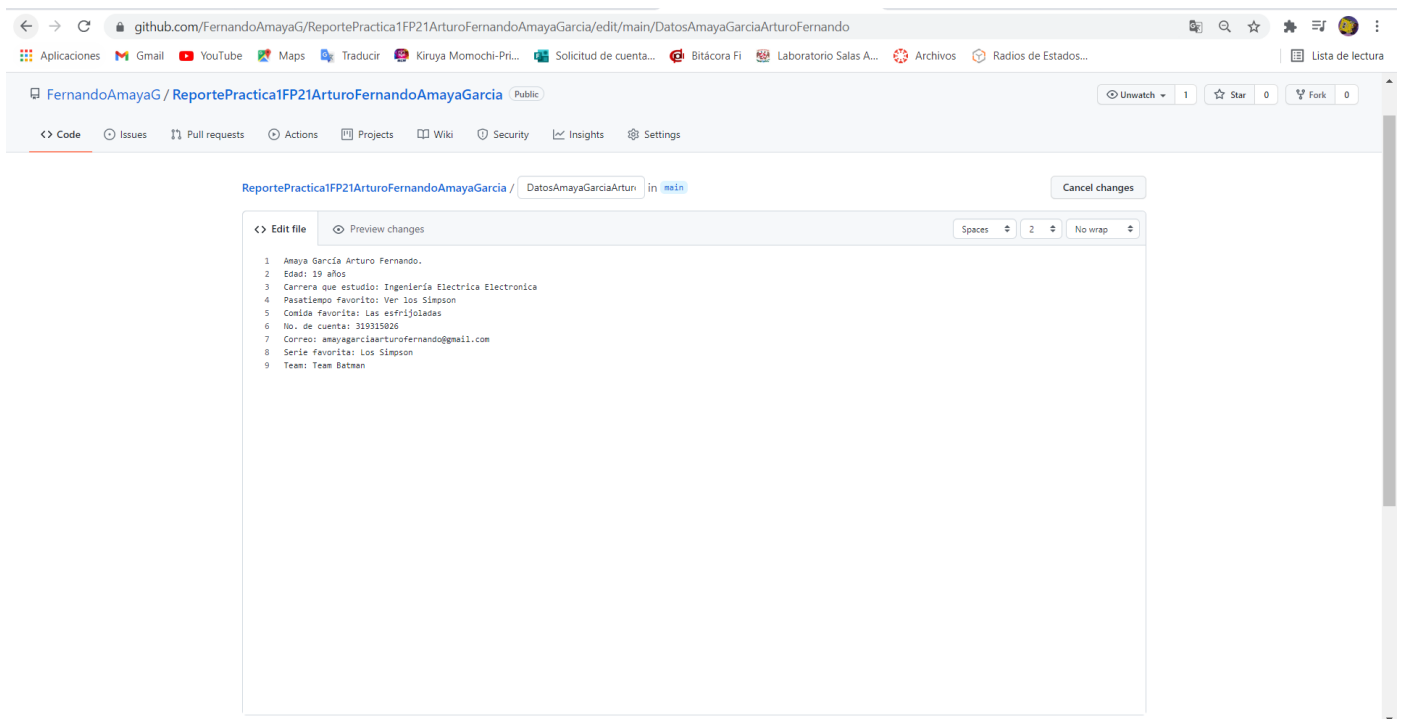 github.com/FernandoAmayaG/ReportePractica1FP21ArturoFernandoAmayaGarcia/edit/main/DatosAmayaGarciaArturoFernando
Aplicaciones Gmail YouTube Maps Traducir Kiruya Momochi-Pri... Solicitud de cuenta... Bitácora Fi Laboratorio Salas A... Archivos Radios de Estados... Lista de lectura
FernandoAmayaG / ReportePractica1FP21ArturoFernandoAmayaGarcia Public Unwatch 1 Star 0 Fork 0
Code Issues Pull requests Actions Projects Wiki Security Insights Settings
ReportePractica1FP21ArturoFernandoAmayaGarcia / DatosAmayaGarciaArtur in main Cancel changes
<> Edit file Preview changes Spaces 2 No wrap
1 Amaya García Arturo Fernando.
2 Edad: 19 años
3 Carrera que estudio: Ingeniería Electrica Electronica
4 Pasatiempo favorito: Ver los Simpson
5 Comida favorita: Las esfrijoladas
6 No. de cuenta: 319315026
7 Correo: amayagarciaarturofernando@gmail.com
8 Serie favorita: Los Simpson
9 Team: Team Batman